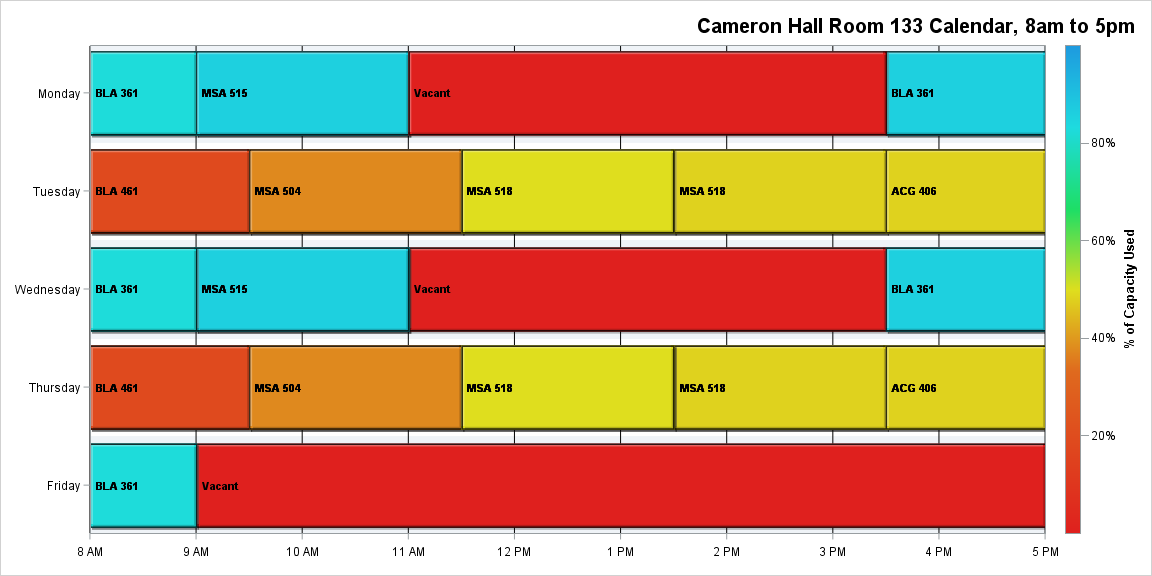 Cameron Hall Room 133 Calendar, 8am to 5pm
Monday
BLA 361
MSA 515
Vacant
BLA 361
Tuesday
BLA 461
MSA 504
MSA 518
MSA 518
ACG 406
Wednesday
BLA 361
MSA 515
Vacant
BLA 361
Thursday
BLA 461
MSA 504
MSA 518
MSA 518
ACG 406
Friday
BLA 361
Vacant
8 AM
9 AM
10 AM
11 AM
12 PM
1 PM
2 PM
3 PM
4 PM
5 PM
80%
60%
40%
20%
% of Capacity Used